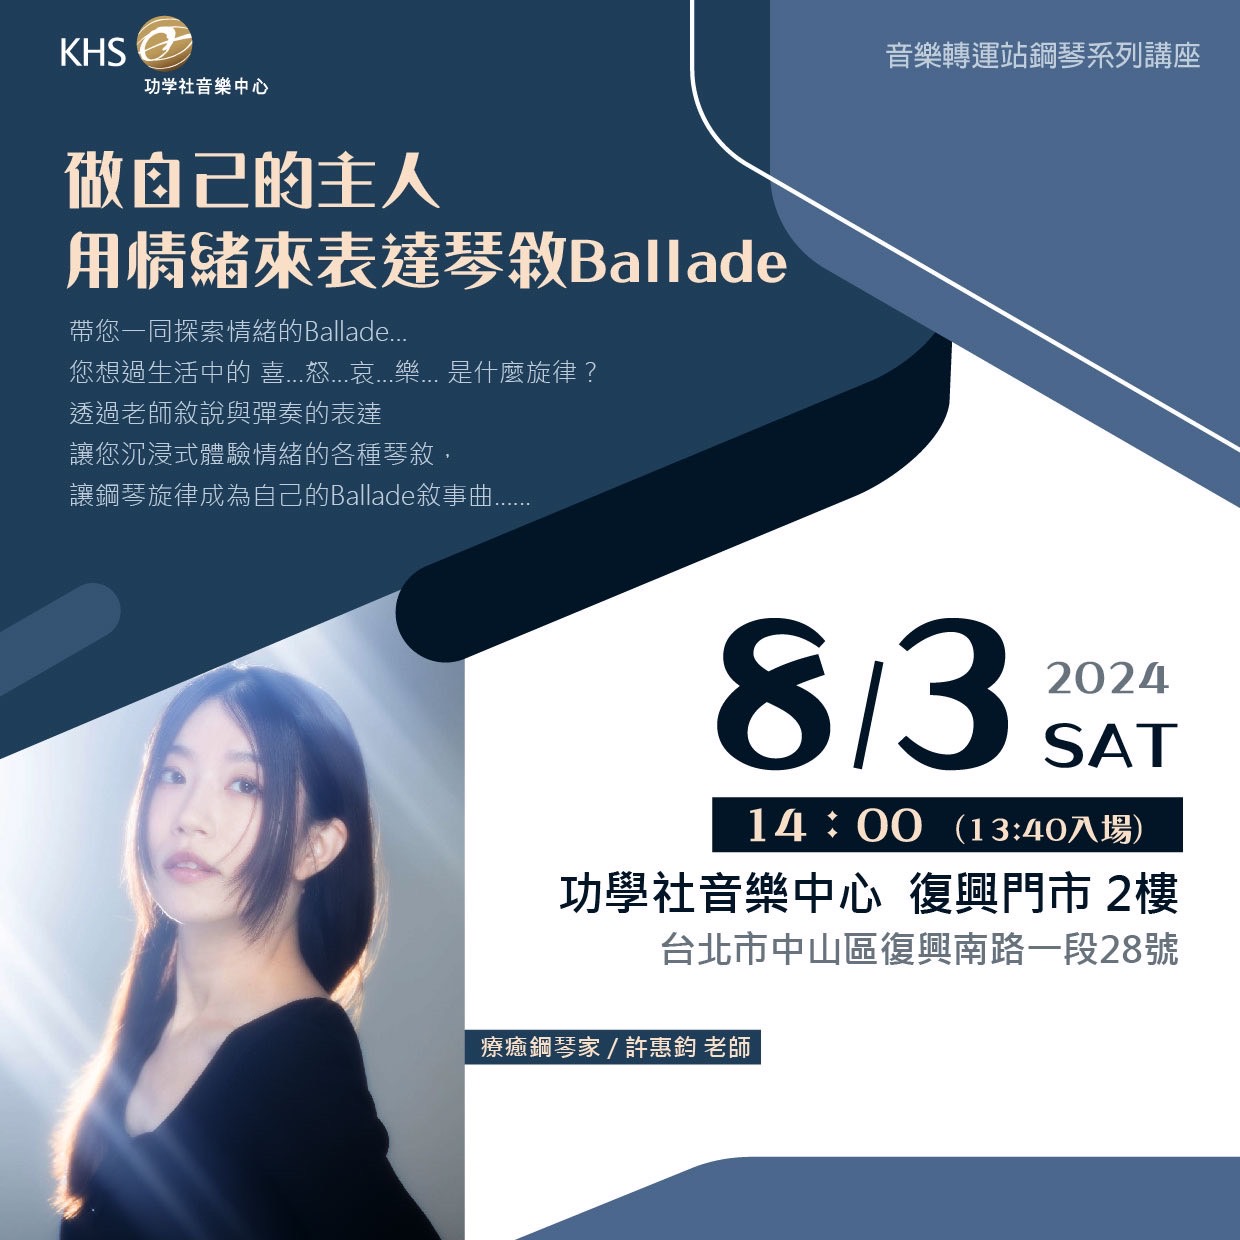 KHS
功学社音樂中心
音樂轉運站鋼琴系列講座
做自己的主人
用情緒來表達琴敘Ballade
帶您一同探索情緒的Ballade...
您想過生活中的 喜...怒...哀...樂... 是什麼旋律？
透過老師敘說與彈奏的表達
讓您沉浸式體驗情緒的各種琴敘，
讓鋼琴旋律成為自己的Ballade敘事曲......
8/3
2024
SAT
14：00 （13:40入場）
功學社音樂中心 復興門市 2樓
台北市中山區復興南路一段28號
療癒鋼琴家 / 許惠鈞 老師